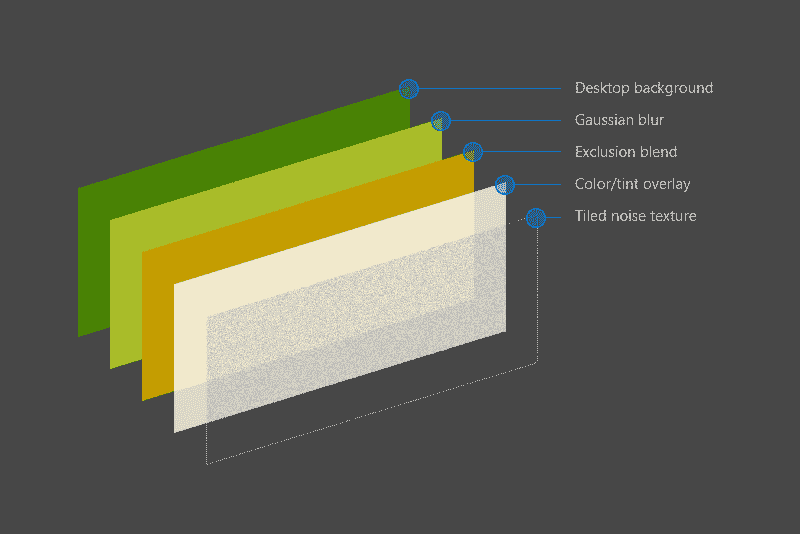 Desktop background
Gaussian blur
Exclusion blend
Color/tint overlay
Tiled noise texture